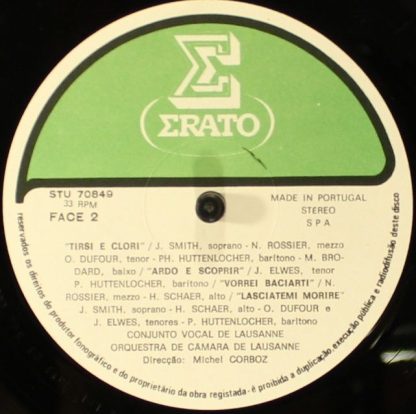 ΣRATO
STU 70849
33 RPM
FACE 2
MADE IN PORTUGAL
STEREO
S P A
"TIRSI E CLORI" / J. SMITH, soprano - N. ROSSIER, mezzo
O. DUFOUR, tenor - PH. HUTTENLOCHER, barítono - M. BRO-
DARD, baixo / "ARDO E SCOPRIR" / J. ELWES, tenor
P. HUTTENLOCHER, barítono / "VORREI BACIARTI" / N.
ROSSIER, mezzo - H. SCHAER, alto / "LASCIATEMI MORIRE"
J. SMITH, soprano - H. SCHAER, alto - O. DUFOUR e
J. ELWES, tenores - P. HUTTENLOCHER, barítono
CONJUNTO VOCAL DE LAUSANNE
ORQUESTRA DE CÂMARA DE LAUSANNE
Direcção: Michel CORBOZ
reservados os direitos do produtor fonográfico e do proprietário da obra registada - é proibida a duplicação, execução pública e radiodifusão deste disco